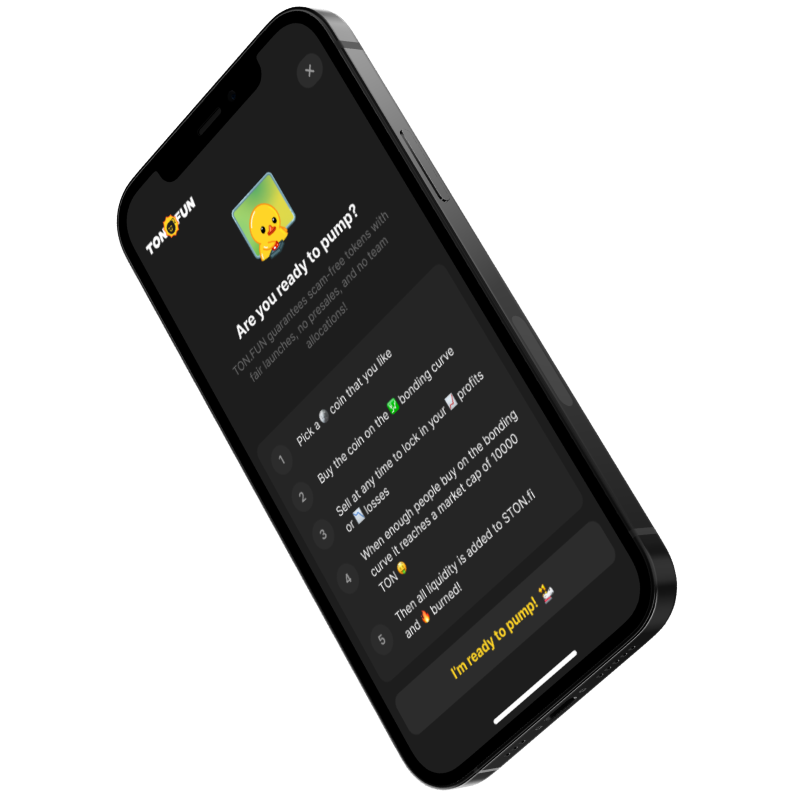 TON.FUN
Are you ready to pump?
TON.FUN guarantees scam-free tokens with
fair launches, no presales, and no team
allocations!
1 Pick a coin that you like
2 Buy the coin on the 💹 bonding curve
3 Sell at any time to lock in your 📈 profits
or 📉 losses
4 When enough people buy on the bonding
curve it reaches a market cap of 10000
TON 🤑
5 Then all liquidity is added to STON.fi
and 🔥 burned!
I'm ready to pump!